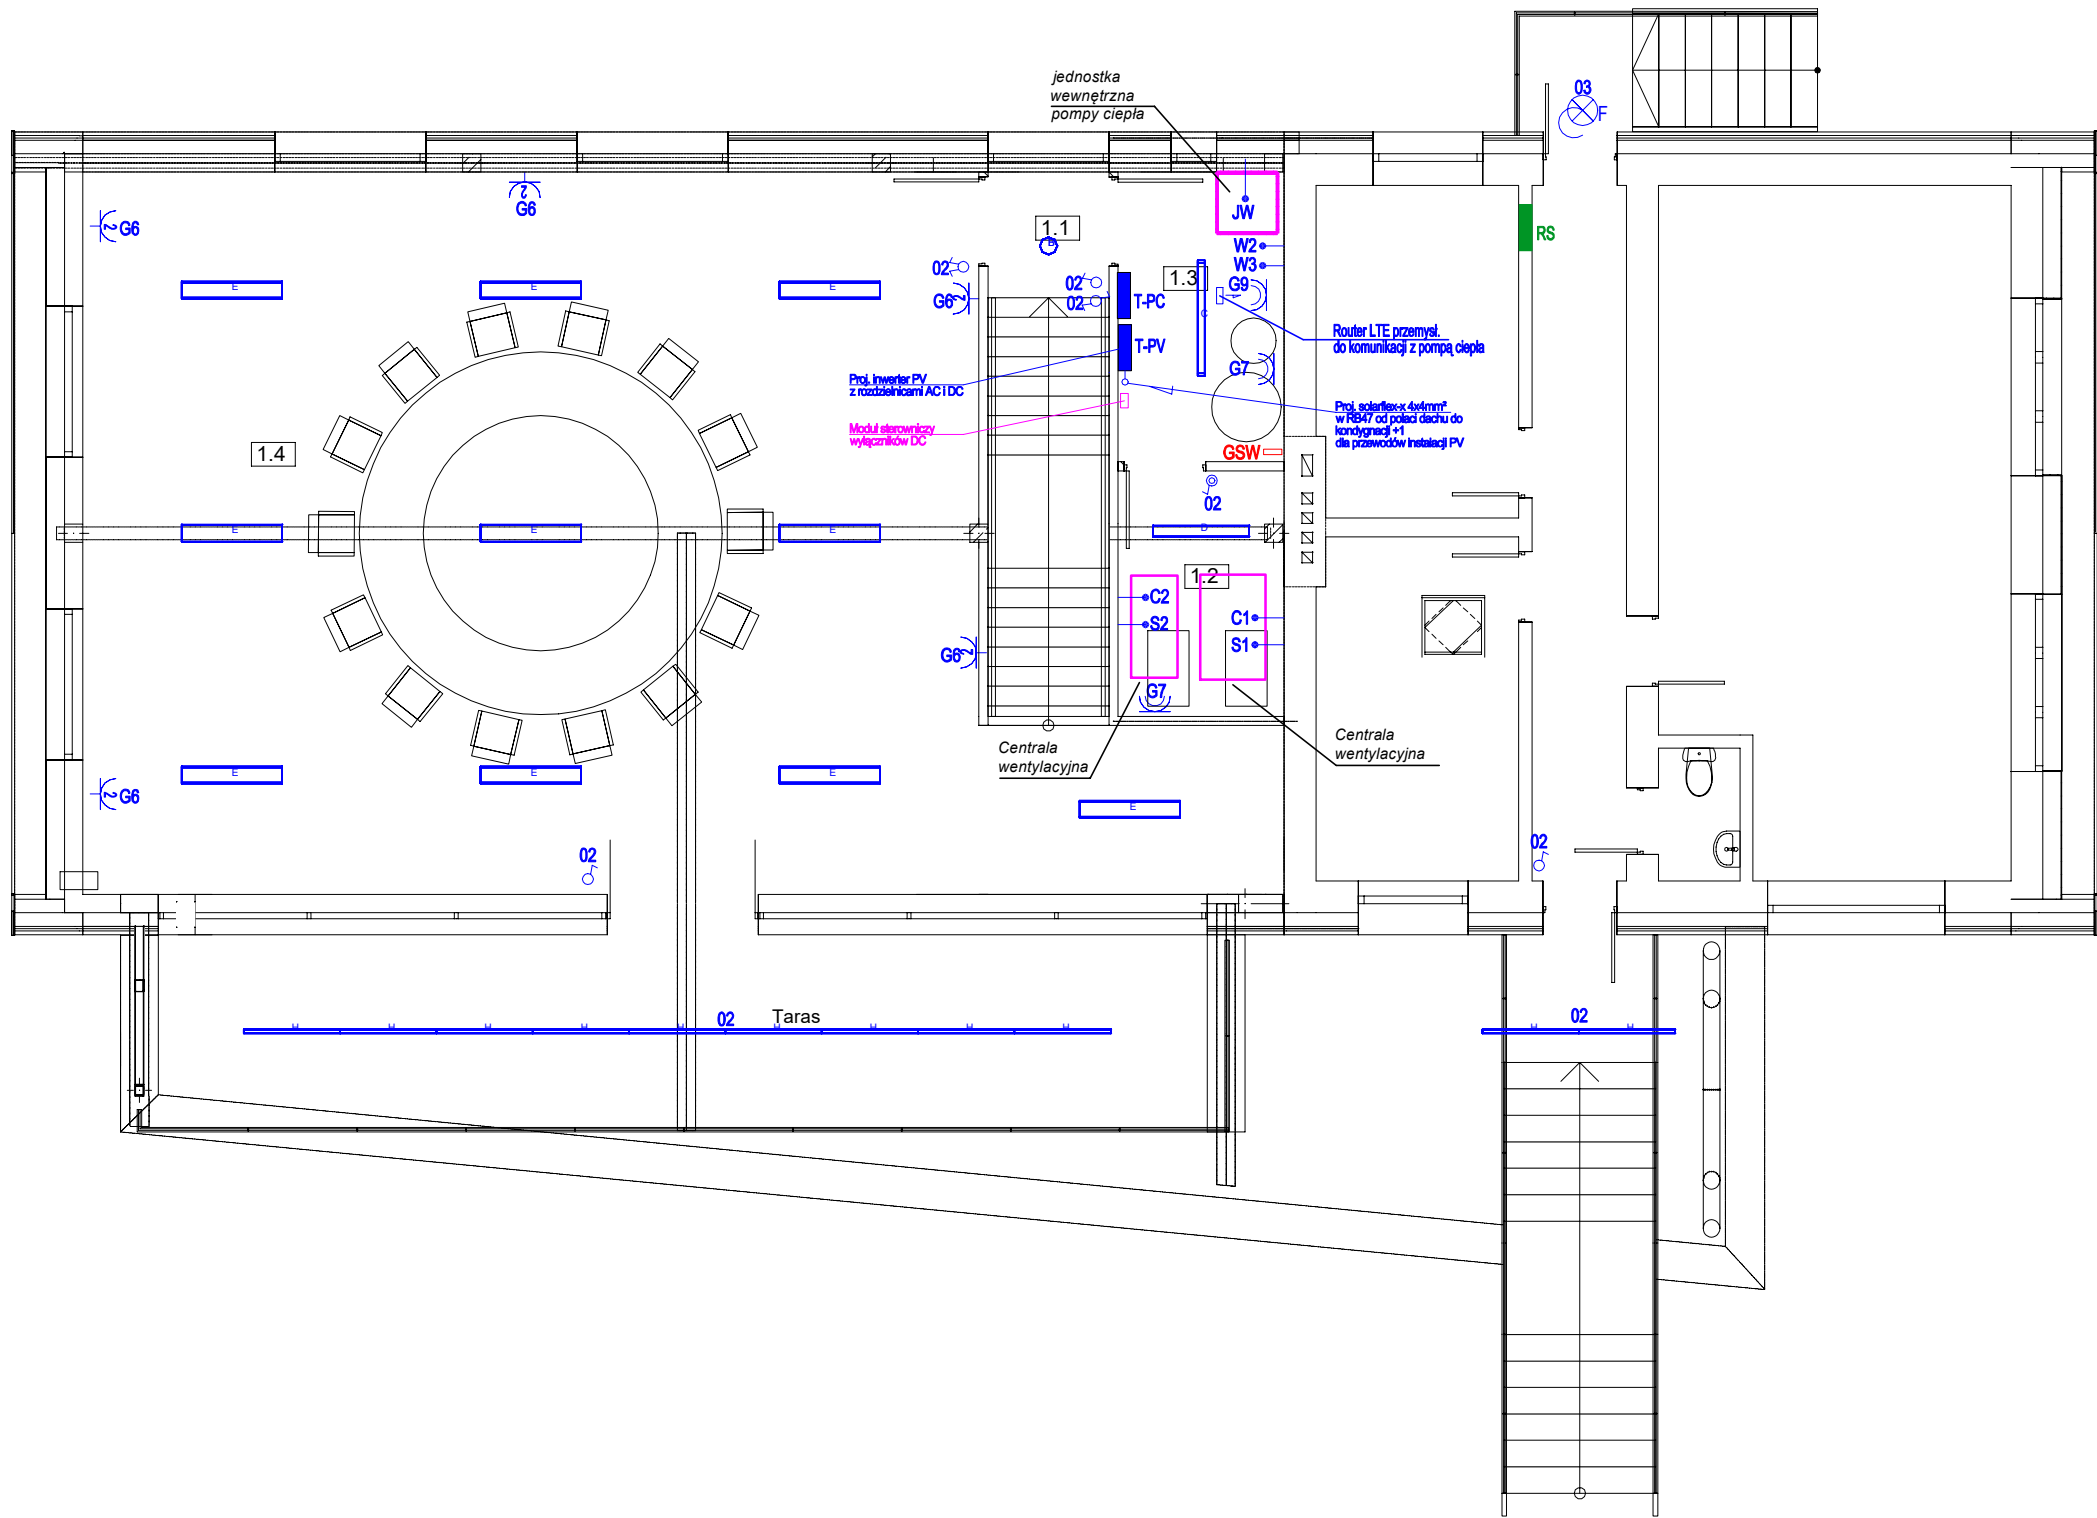 jednostka
wewnętrzna
pompy ciepła
03
F
G6
G6
JW
1.1
B
RS
W2
W3
02
02
02
1.3
G9
G6
T-PC
C
E
E
E
Router LTE przemysł.
do komunikacji z pompą ciepła
T-PV
G7
Proj. inwerter PV
z rozdzielnicami AC i DC
Proj. solarflex-x 4x4mm²
w RB47 od połaci dachu do
kondygnacji +1
dla przewodów instalacji PV
Moduł sterowniczy
wyłączników DC
1.4
GSW
02
E
E
E
D
1.2
C2
S2
C1
S1
G6
G7
Centrala
wentylacyjna
Centrala
wentylacyjna
E
E
E
G6
E
02
02
02
Taras
02